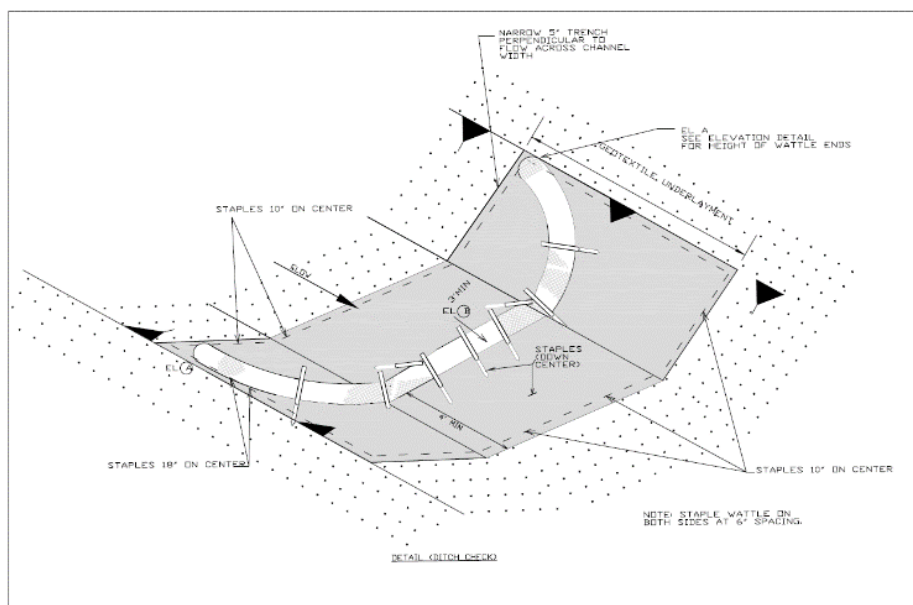 NARROW 5" TRENCH
PERPENDICULAR TO
FLOW ACROSS CHANNEL
WIDTH
EL A
SEE ELEVATION DETAIL
FOR HEIGHT OF WATTLE ENDS
GEOTEXTILE UNDERLAYMENT
STAPLES 10" ON CENTER
FLOW
3' MIN
EL B
STAPLES
(DOWN
CENTER)
EL A
4' MIN
STAPLES 18" ON CENTER
STAPLES 10" ON CENTER
NOTE: STAPLE WATTLE ON
BOTH SIDES AT 6" SPACING.
DETAIL (DITCH CHECK)